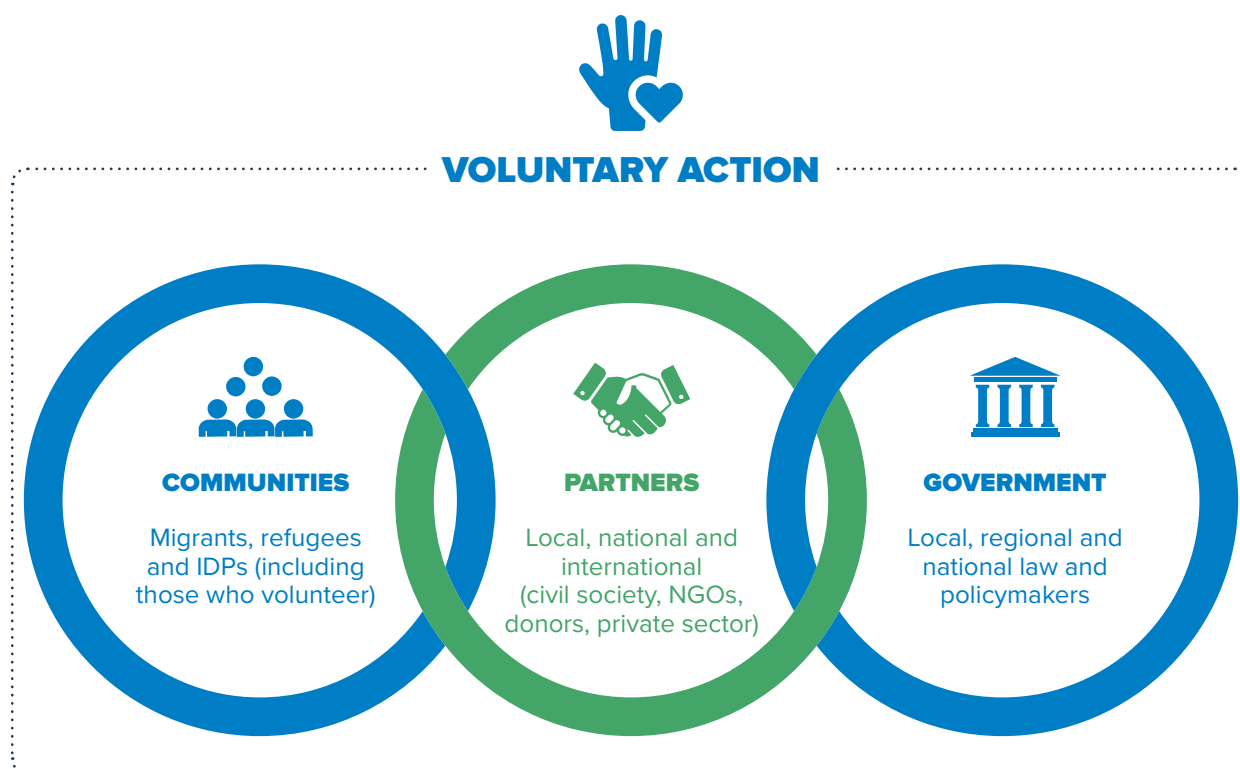 VOLUNTARY ACTION
COMMUNITIES
Migrants, refugees
and IDPs (including
those who volunteer)
PARTNERS
Local, national and
international
(civil society, NGOs,
donors, private sector)
GOVERNMENT
Local, regional and
national law and
policymakers